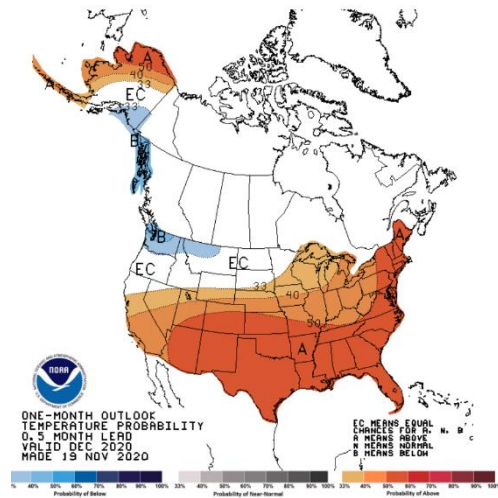 A
50
40
33
A
EC
33
B
B
EC
EC
33
40
50
A
A
NOAA
ONE-MONTH OUTLOOK
TEMPERATURE PROBABILITY
0.5 MONTH LEAD
VALID DEC 2020
MADE 19 NOV 2020
EC MEANS EQUAL
CHANCES FOR A, N, B
A MEANS ABOVE
N MEANS NORMAL
B MEANS BELOW
33% 40% 50% 60% 70% 80% 90% 100%
Probability of Below
33% 40% 50% 60% 70% 80% 90% 100%
Probability of Near-Normal
33% 40% 50% 60% 70% 80% 90% 100%
Probability of Above